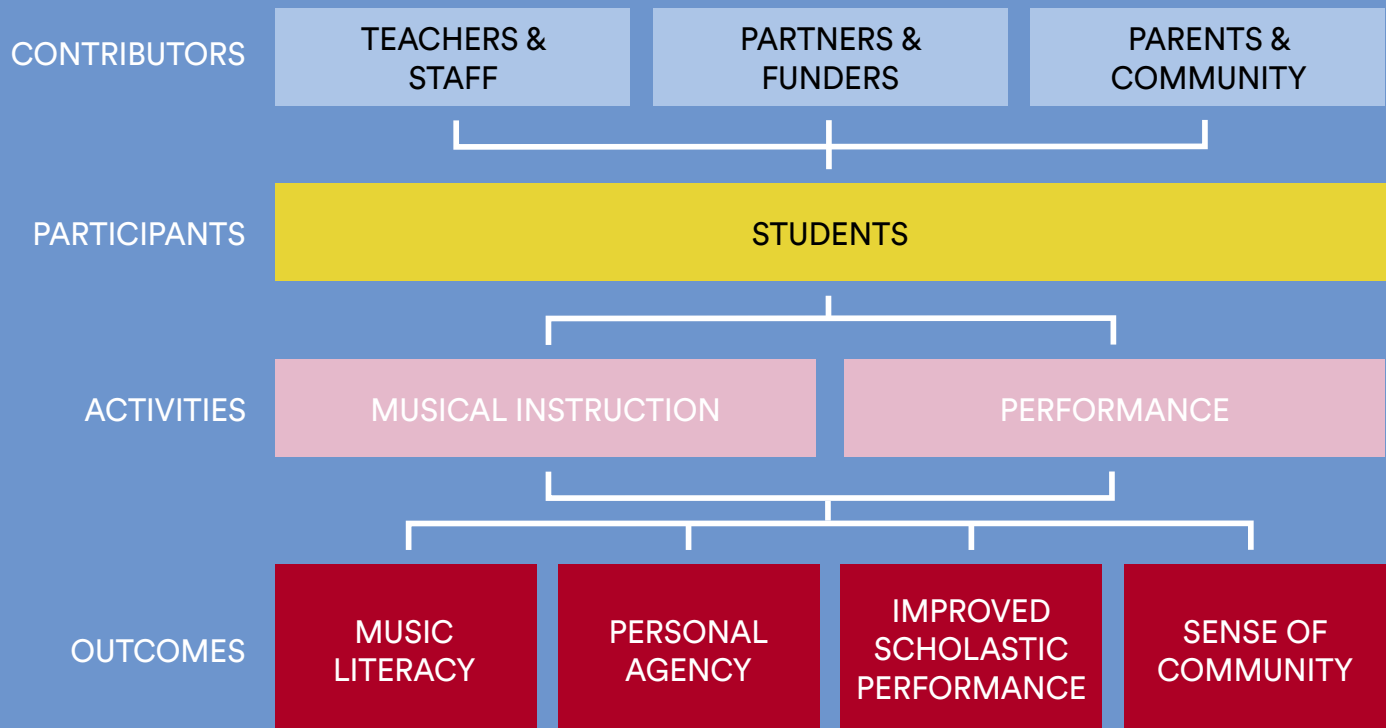 CONTRIBUTORS
TEACHERS &
STAFF
PARTNERS &
FUNDERS
PARENTS &
COMMUNITY
PARTICIPANTS
STUDENTS
ACTIVITIES
MUSICAL INSTRUCTION
PERFORMANCE
OUTCOMES
MUSIC
LITERACY
PERSONAL
AGENCY
IMPROVED
SCHOLASTIC
PERFORMANCE
SENSE OF
COMMUNITY